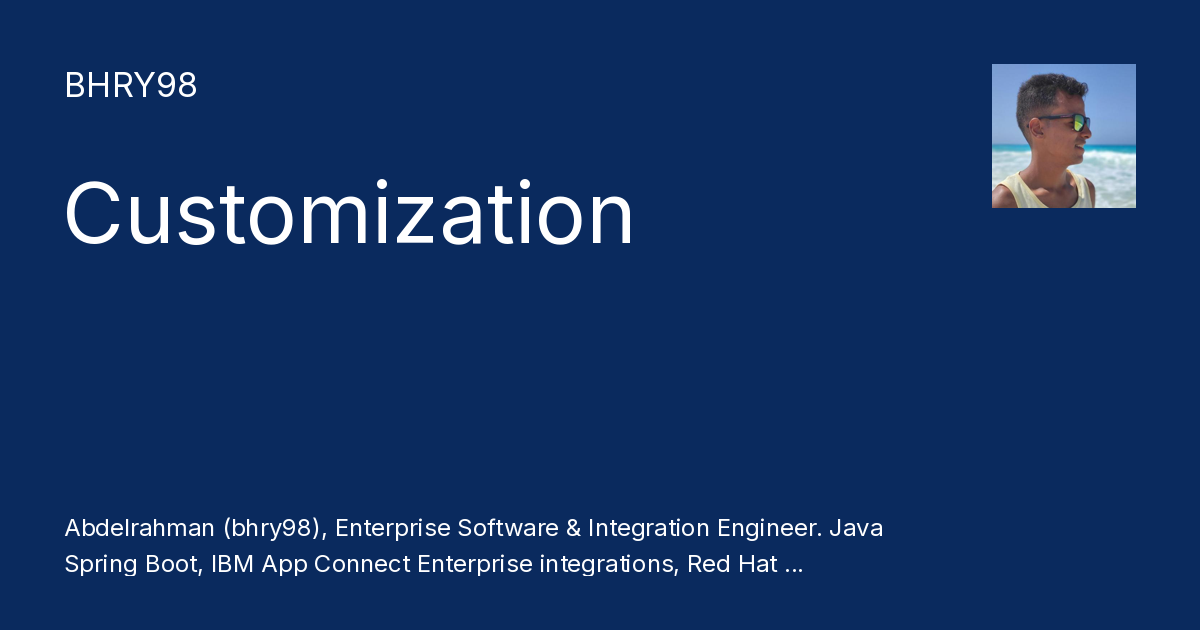 BHRY98
Customization
Abdelrahman (bhry98), Enterprise Software & Integration Engineer. Java
Spring Boot, IBM App Connect Enterprise integrations, Red Hat ...